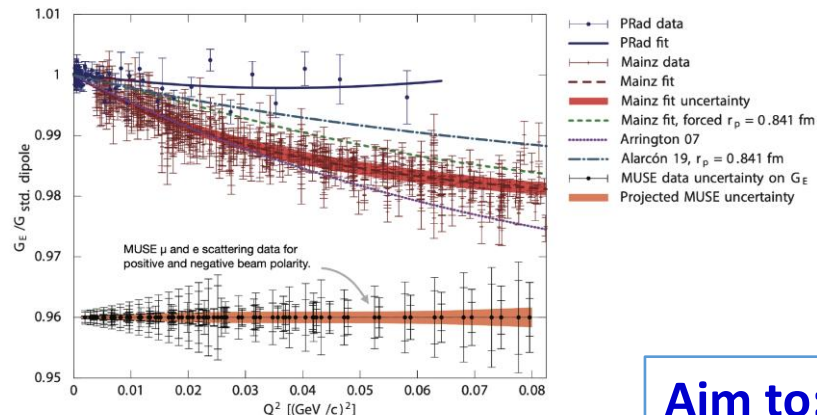 1.01
1
0.99
0.98
0.97
0.96
0.95
G_E /G std. dipole
MUSE μ and e scattering data for
positive and negative beam polarity.
0
0.01
0.02
0.03
0.04
0.05
0.06
0.07
0.08
Q² [(GeV /c)²]
PRad data
PRad fit
Mainz data
Mainz fit
Mainz fit uncertainty
Mainz fit, forced r_p = 0.841 fm
Arrington 07
Alarcón 19, r_p = 0.841 fm
MUSE data uncertainty on G_E
Projected MUSE uncertainty
Aim to: